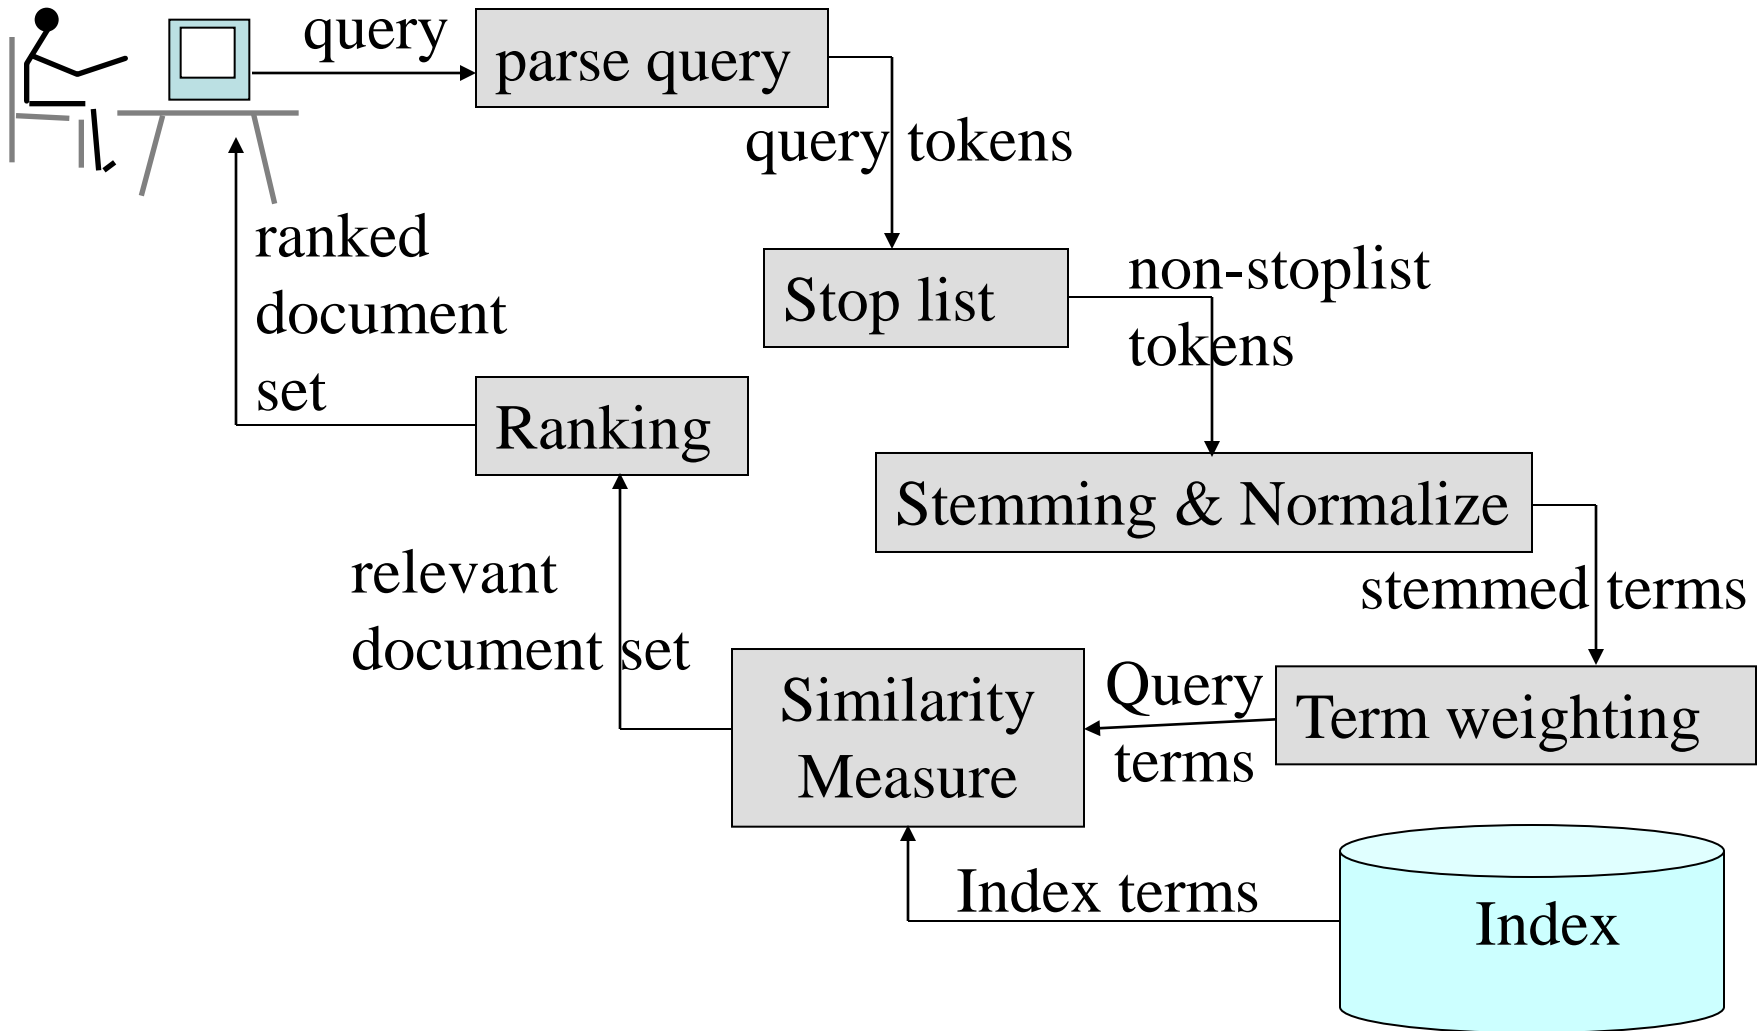 query
parse query
query tokens
ranked
document
set
Stop list
non-stoplist
tokens
Ranking
Stemming & Normalize
relevant
document set
stemmed terms
Similarity
Measure
Query
terms
Term weighting
Index terms
Index